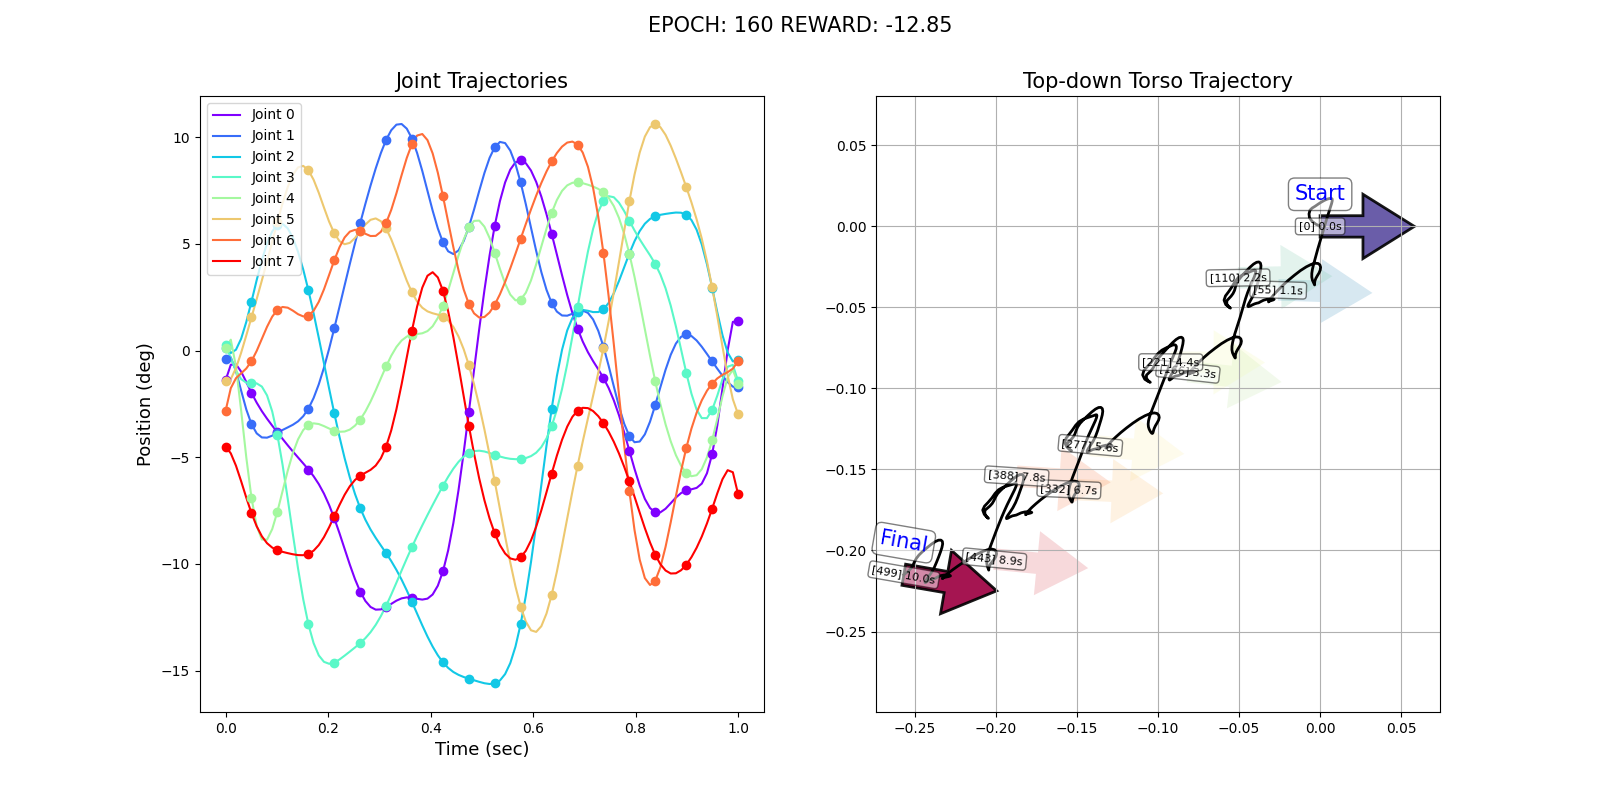 EPOCH: 160 REWARD: -12.85
Joint Trajectories
Joint 0
Joint 1
Joint 2
Joint 3
Joint 4
Joint 5
Joint 6
Joint 7
10
5
0
−5
−10
−15
Position (deg)
0.0 0.2 0.4 0.6 0.8 1.0
Time (sec)
Top-down Torso Trajectory
0.05
0.00
−0.05
−0.10
−0.15
−0.20
−0.25
Start
[0] 0.0s
[110] 2.2s
[55] 1.1s
[221] 4.4s
3.3s
[277] 5.6s
[388] 7.8s
[332] 6.7s
Final
[443] 8.9s
[499] 10.0s
−0.25 −0.20 −0.15 −0.10 −0.05 0.00 0.05